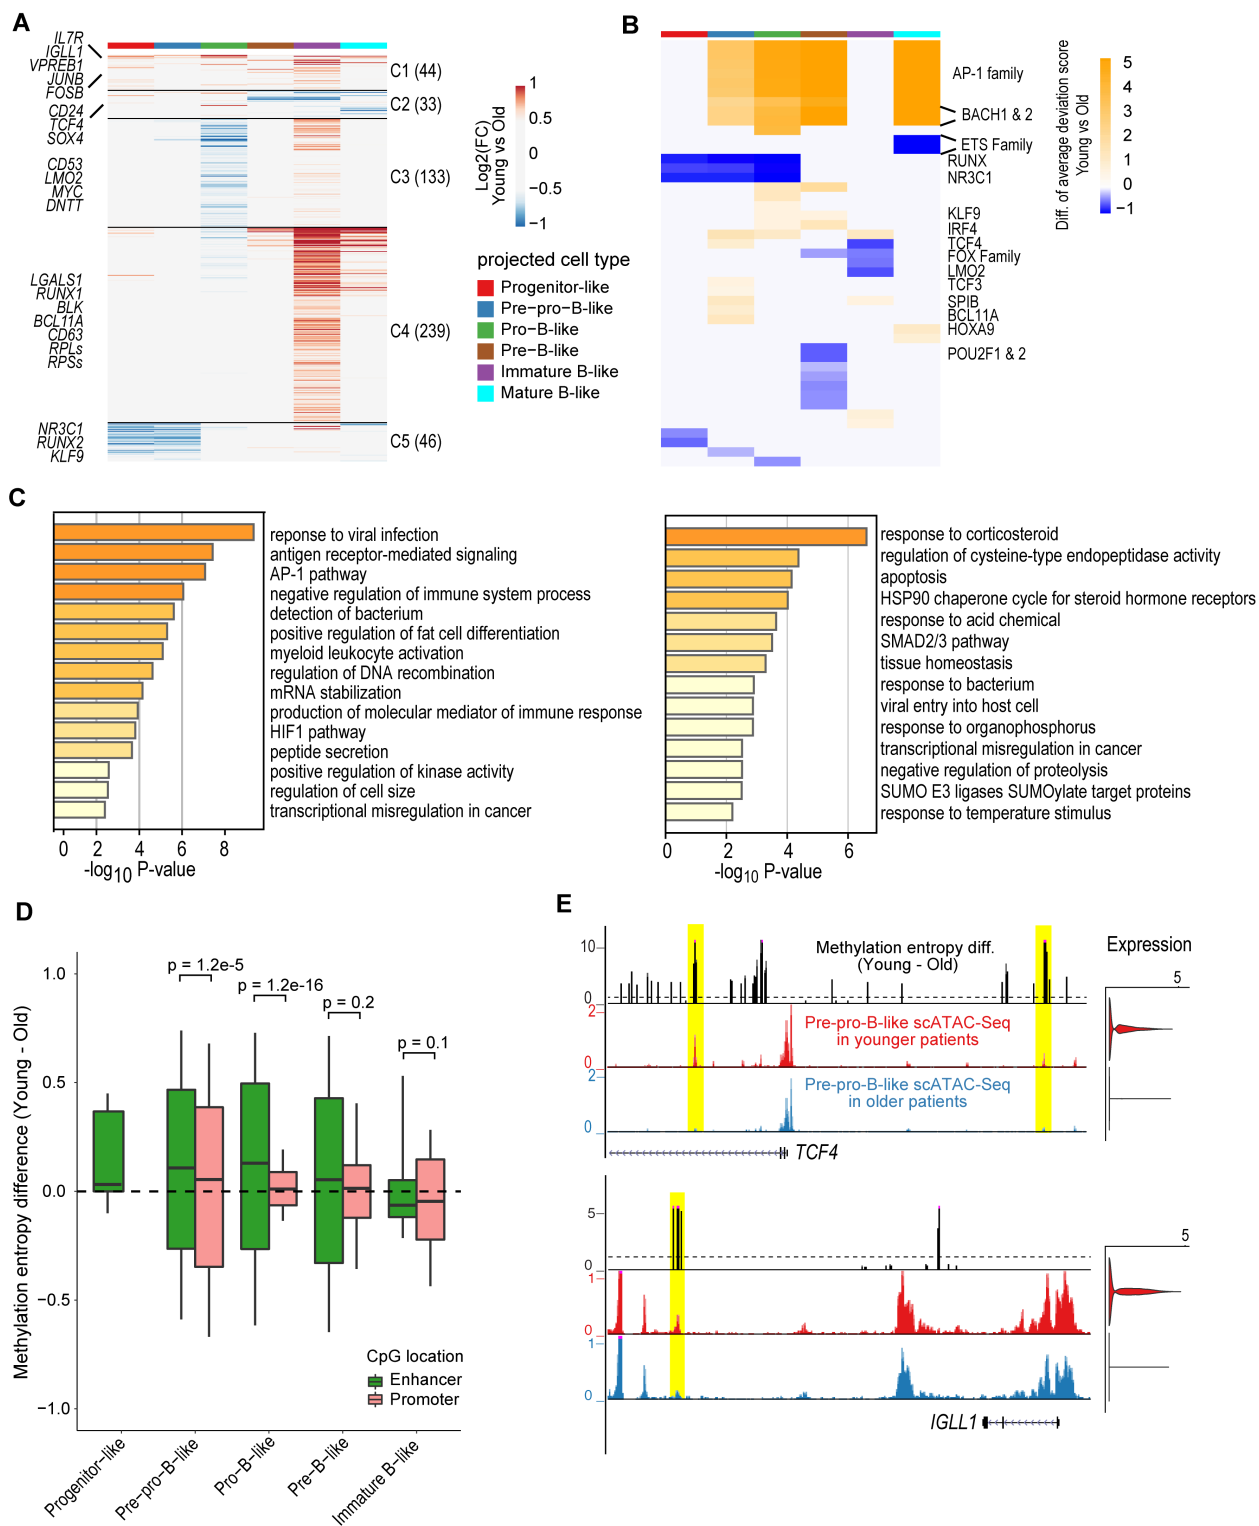 A
IL7R
IGLL1
VPREB1
JUNB
FOSB
CD24
TCF4
SOX4
CD53
LMO2
MYC
DNTT
LGALS1
RUNX1
BLK
BCL11A
CD63
RPLs
RPSs
NR3C1
RUNX2
KLF9
C1 (44)
C2 (33)
C3 (133)
C4 (239)
C5 (46)
Log2(FC)
Young vs Old
1
0.5
0
−0.5
−1
projected cell type
Progenitor−like
Pre−pro−B−like
Pro−B−like
Pre−B−like
Immature B−like
Mature B−like
B
AP-1 family
BACH1 & 2
ETS Family
RUNX
NR3C1
KLF9
IRF4
TCF4
FOX Family
LMO2
TCF3
SPIB
BCL11A
HOXA9
POU2F1 & 2
Diff. of average deviation score
Young vs Old
5
4
3
2
1
0
−1
C
reponse to viral infection
antigen receptor-mediated signaling
AP-1 pathway
negative regulation of immune system process
detection of bacterium
positive regulation of fat cell differentiation
myeloid leukocyte activation
regulation of DNA recombination
mRNA stabilization
production of molecular mediator of immune response
HIF1 pathway
peptide secretion
positive regulation of kinase activity
regulation of cell size
transcriptional misregulation in cancer
0 2 4 6 8
-log10 P-value
response to corticosteroid
regulation of cysteine-type endopeptidase activity
apoptosis
HSP90 chaperone cycle for steroid hormone receptors
response to acid chemical
SMAD2/3 pathway
tissue homeostasis
response to bacterium
viral entry into host cell
response to organophosphorus
transcriptional misregulation in cancer
negative regulation of proteolysis
SUMO E3 ligases SUMOylate target proteins
response to temperature stimulus
0 2 4 6
-log10 P-value
D
Methylation entropy difference (Young - Old)
1.0
0.5
0.0
−0.5
−1.0
p = 1.2e-5
p = 1.2e-16
p = 0.2
p = 0.1
CpG location
Enhancer
Promoter
Progenitor−like
Pre−pro−B−like
Pro−B−like
Pre−B−like
Immature B−like
E
Methylation entropy diff.
(Young - Old)
10
0
2
Pre-pro-B-like scATAC-Seq
in younger patients
0
2
Pre-pro-B-like scATAC-Seq
in older patients
0
TCF4
Expression
5
5
0
1
0
1
0
IGLL1
5